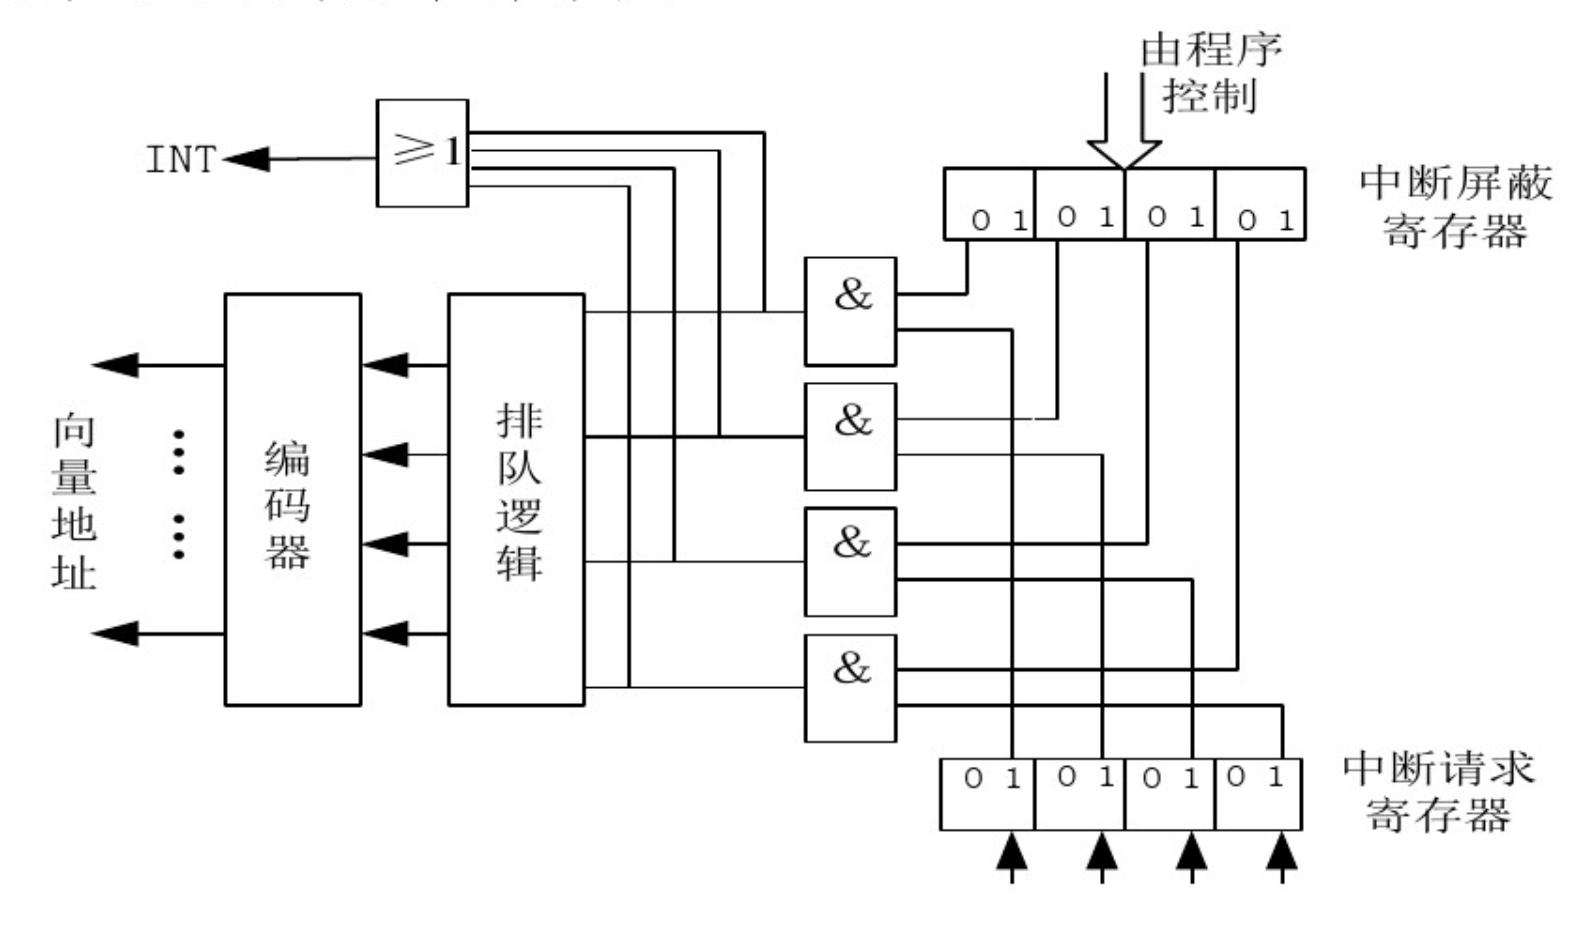 由程序
控制
INT
≥1
0 1 0 1 0 1 0 1
中断屏蔽
寄存器
&
&
&
&
向量地址
编码器
排队逻辑
0 1 0 1 0 1 0 1
中断请求
寄存器